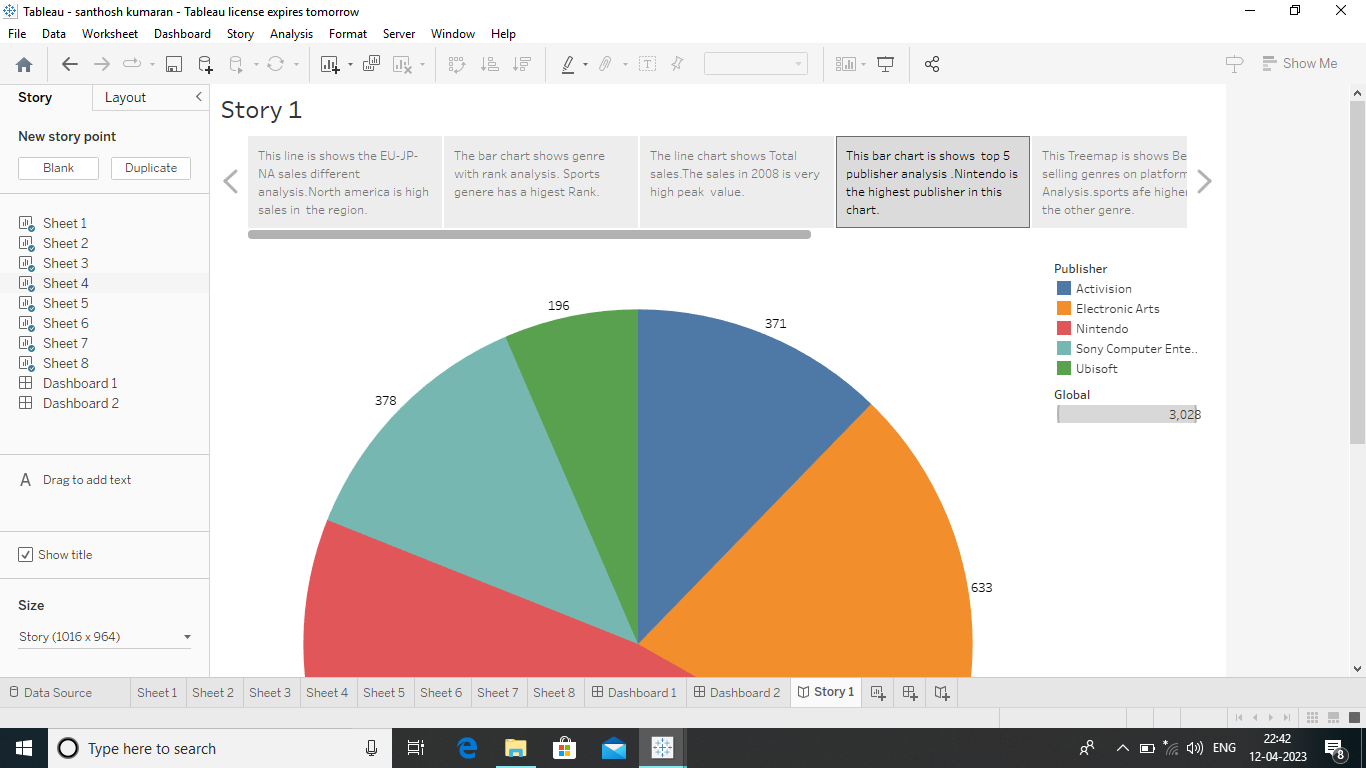 Tableau - santhosh kumaran - Tableau license expires tomorrow
File Data Worksheet Dashboard Story Analysis Format Server Window Help
Show Me
Story Layout
New story point
Blank Duplicate
Sheet 1
Sheet 2
Sheet 3
Sheet 4
Sheet 5
Sheet 6
Sheet 7
Sheet 8
Dashboard 1
Dashboard 2
A Drag to add text
Show title
Size
Story (1016 x 964)
Story 1
This line is shows the EU-JP-
NA sales different
analysis.North america is high
sales in the region.
The bar chart shows genre
with rank analysis. Sports
genere has a higest Rank.
The line chart shows Total
sales.The sales in 2008 is very
high peak value.
This bar chart is shows top 5
publisher analysis .Nintendo is
the highest publisher in this
chart.
This Treemap is shows Be
selling genres on platform
Analysis.sports afe higher
the other genre.
196
371
378
633
Publisher
Activision
Electronic Arts
Nintendo
Sony Computer Ente..
Ubisoft
Global
3,028
Data Source Sheet 1 Sheet 2 Sheet 3 Sheet 4 Sheet 5 Sheet 6 Sheet 7 Sheet 8 Dashboard 1 Dashboard 2 Story 1
Type here to search
ENG
22:42
12-04-2023
8